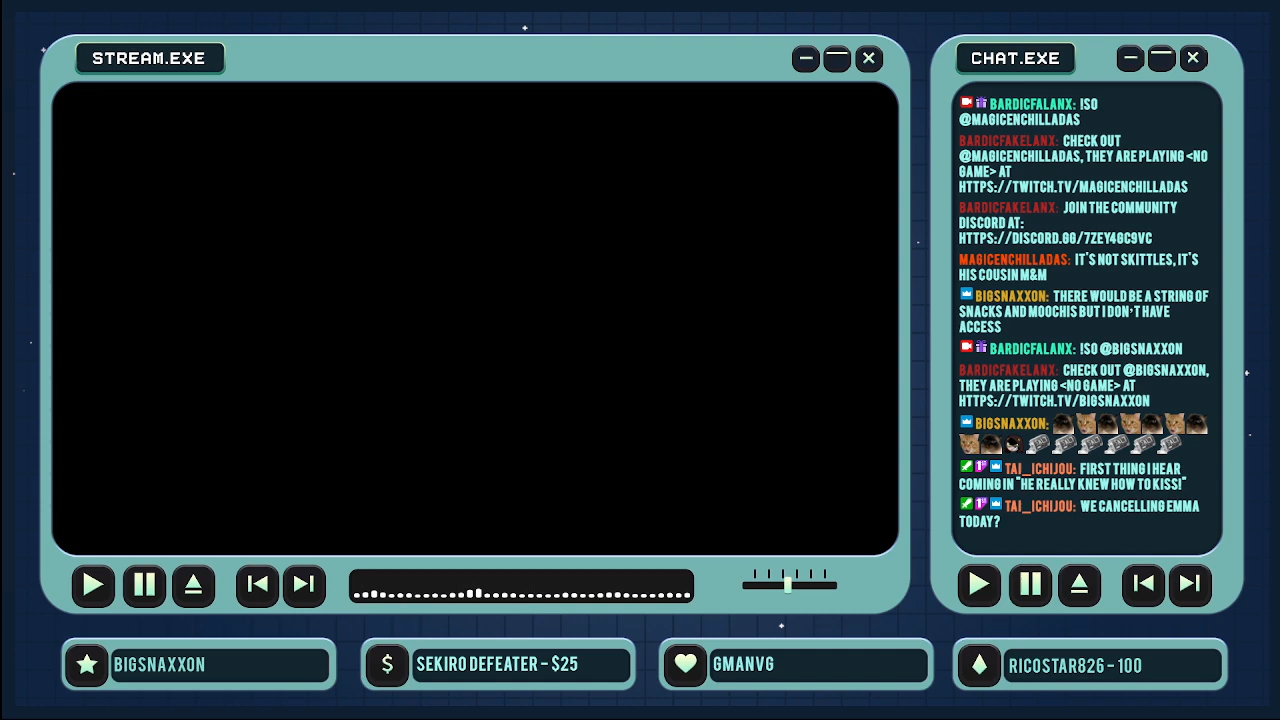 STREAM.EXE
CHAT.EXE
BARDICFALANX: !SO
@MAGICENCHILLADAS
BARDICFAKELANX: CHECK OUT
@MAGICENCHILLADAS, THEY ARE PLAYING <NO
GAME> AT
HTTPS://TWITCH.TV/MAGICENCHILLADAS
BARDICFAKELANX: JOIN THE COMMUNITY
DISCORD AT:
HTTPS://DISCORD.GG/7ZEY4GC9VC
MAGICENCHILLADAS: IT'S NOT SKITTLES, IT'S
HIS COUSIN M&M
BIGSNAXXON: THERE WOULD BE A STRING OF
SNACKS AND MOOCHIS BUT I DON'T HAVE
ACCESS
BARDICFALANX: !SO @BIGSNAXXON
BARDICFAKELANX: CHECK OUT @BIGSNAXXON,
THEY ARE PLAYING <NO GAME> AT
HTTPS://TWITCH.TV/BIGSNAXXON
BIGSNAXXON:
TAI_ICHIJOU: FIRST THING I HEAR
COMING IN "HE REALLY KNEW HOW TO KISS!"
TAI_ICHIJOU: WE CANCELLING EMMA
TODAY?
BIGSNAXXON
$ SEKIRO DEFEATER - $25
GMANVG
RICOSTAR826 - 100